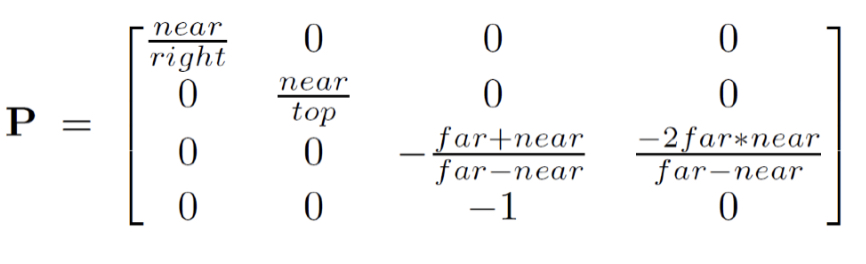 P = [ near/right 0 0 0
0 near/top 0 0
0 0 −far+near/far−near −2far*near/far−near
0 0 −1 0 ]